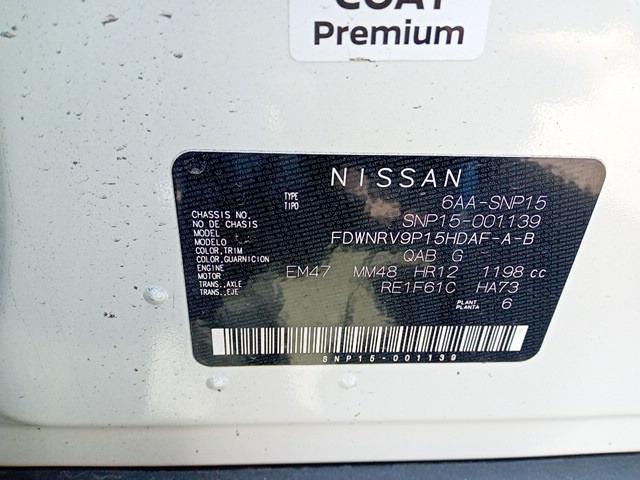 COAT
Premium
NISSAN
TYPE
TIPO 6AA-SNP15
CHASSIS NO.
NO DE CHASSIS SNP15-001139
MODEL
MODELO FDWNRV9P15HDAF-A-B
COLOR,TRIM
COLOR,GUARNICION QAB G
ENGINE
MOTOR EM47 MM48 HR12 1198 cc
TRANS.,AXLE
TRANS.,EJE RE1F61C HA73
PLANT
PLANTA 6
SNP15-001139